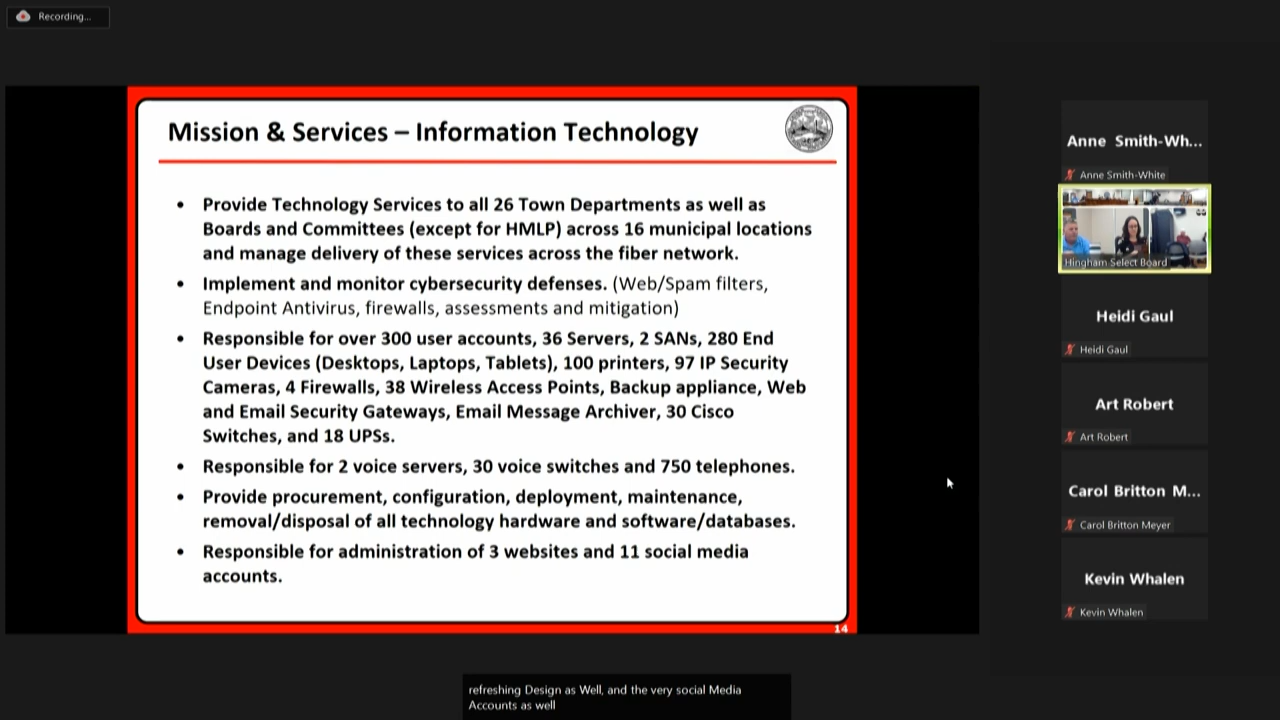 Recording...
Mission & Services – Information Technology
• Provide Technology Services to all 26 Town Departments as well as
Boards and Committees (except for HMLP) across 16 municipal locations
and manage delivery of these services across the fiber network.
• Implement and monitor cybersecurity defenses. (Web/Spam filters,
Endpoint Antivirus, firewalls, assessments and mitigation)
• Responsible for over 300 user accounts, 36 Servers, 2 SANs, 280 End
User Devices (Desktops, Laptops, Tablets), 100 printers, 97 IP Security
Cameras, 4 Firewalls, 38 Wireless Access Points, Backup appliance, Web
and Email Security Gateways, Email Message Archiver, 30 Cisco
Switches, and 18 UPSs.
• Responsible for 2 voice servers, 30 voice switches and 750 telephones.
• Provide procurement, configuration, deployment, maintenance,
removal/disposal of all technology hardware and software/databases.
• Responsible for administration of 3 websites and 11 social media
accounts.
14
Anne Smith-Wh...
Anne Smith-White
Hingham Select Board
Heidi Gaul
Heidi Gaul
Art Robert
Art Robert
Carol Britton M...
Carol Britton Meyer
Kevin Whalen
Kevin Whalen
refreshing Design as Well, and the very social Media
Accounts as well